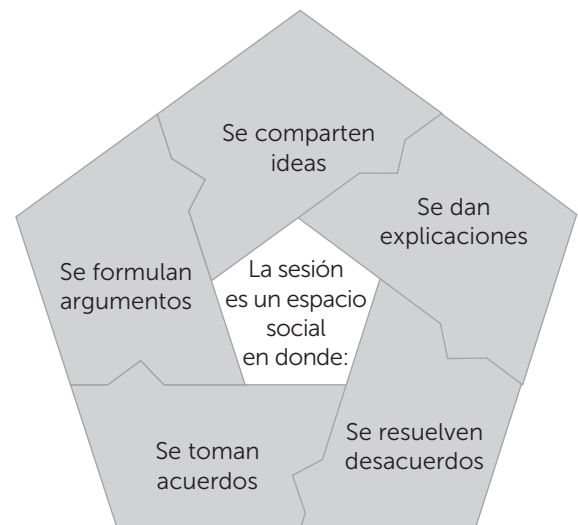 Se comparten
ideas
Se dan
explicaciones
Se formulan
argumentos
La sesión
es un espacio
social
en donde:
Se toman
acuerdos
Se resuelven
desacuerdos